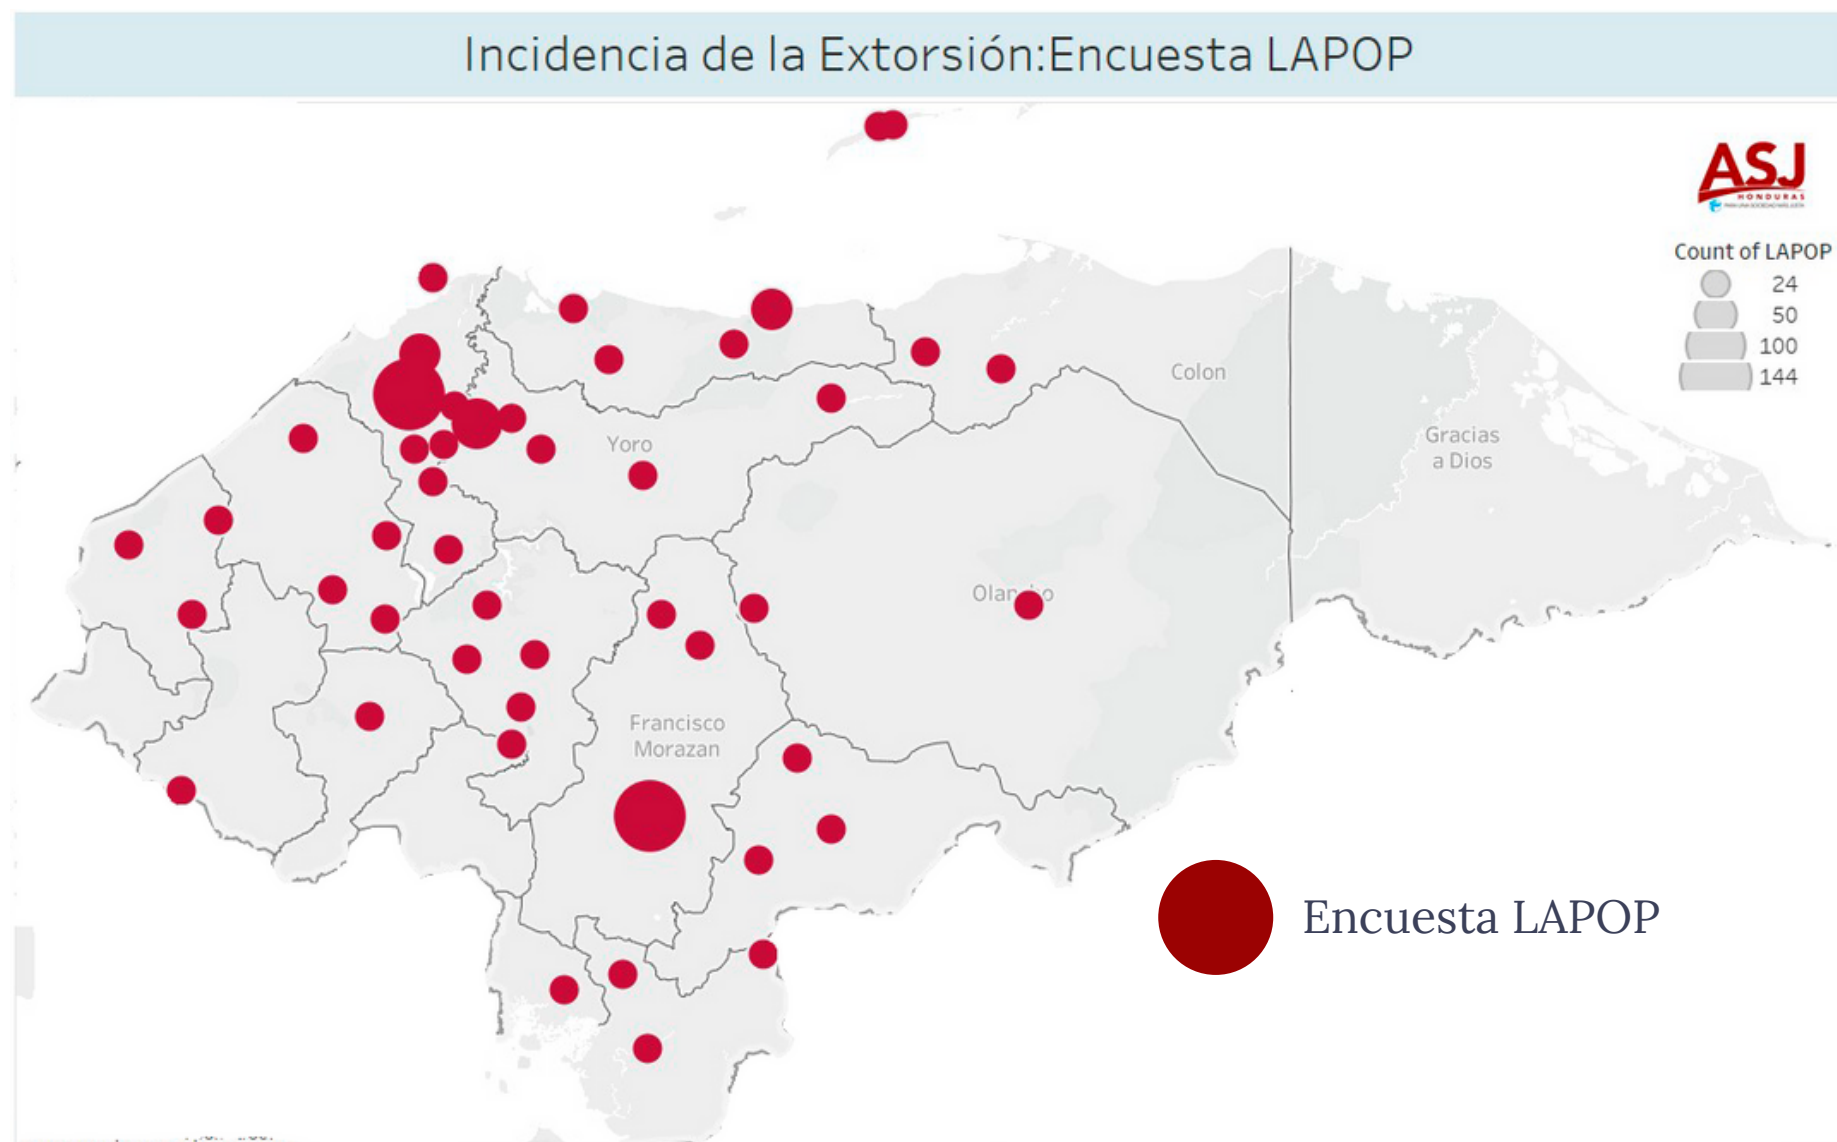 Incidencia de la Extorsión:Encuesta LAPOP
ASJ
HONDURAS
Count of LAPOP
24
50
100
144
Colon
Yoro
Gracias
a Dios
Francisco
Morazan
Encuesta LAPOP